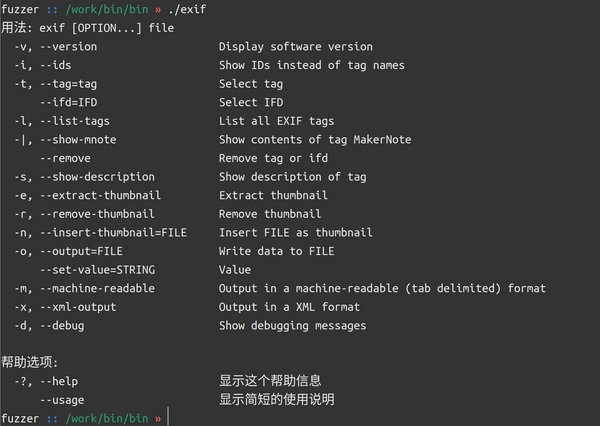 fuzzer :: /work/bin/bin » ./exif
用法: exif [OPTION...] file
-v, --version Display software version
-i, --ids Show IDs instead of tag names
-t, --tag=tag Select tag
--ifd=IFD Select IFD
-l, --list-tags List all EXIF tags
-|, --show-mnote Show contents of tag MakerNote
--remove Remove tag or ifd
-s, --show-description Show description of tag
-e, --extract-thumbnail Extract thumbnail
-r, --remove-thumbnail Remove thumbnail
-n, --insert-thumbnail=FILE Insert FILE as thumbnail
-o, --output=FILE Write data to FILE
--set-value=STRING Value
-m, --machine-readable Output in a machine-readable (tab delimited) format
-x, --xml-output Output in a XML format
-d, --debug Show debugging messages
帮助选项:
-?, --help 显示这个帮助信息
--usage 显示简短的使用说明
fuzzer :: /work/bin/bin »